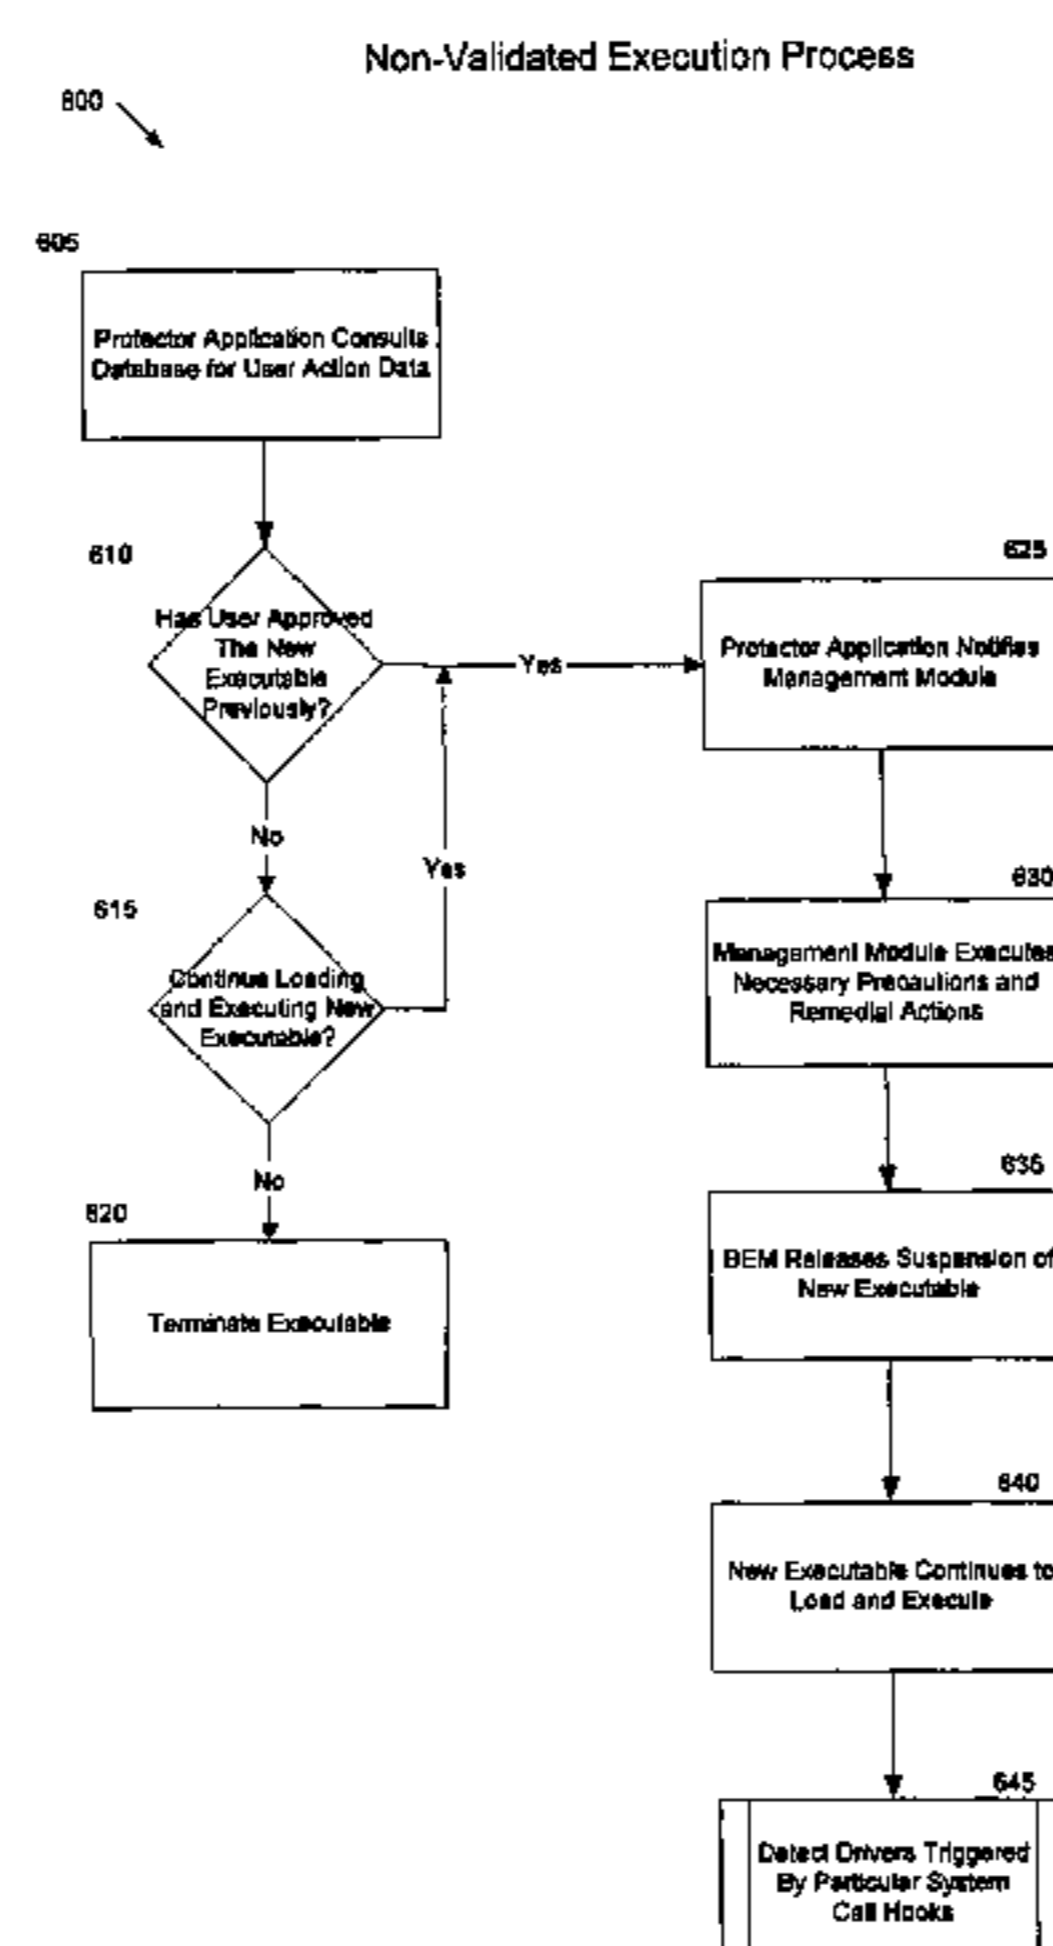 Non-Validated Execution Process
600
605
Protector Application Consults
Database for User Action Data
610
Has User Approved
The New
Executable
Previously?
Yes
625
Protector Application Notifies
Management Module
No
Yes
630
Management Module Executes
Necessary Precautions and
Remedial Actions
615
Continue Loading
and Executing New
Executable?
No
635
BEM Releases Suspension of
New Executable
620
Terminate Executable
640
New Executable Continues to
Load and Execute
645
Detect Drivers Triggered
By Particular System
Call Hooks